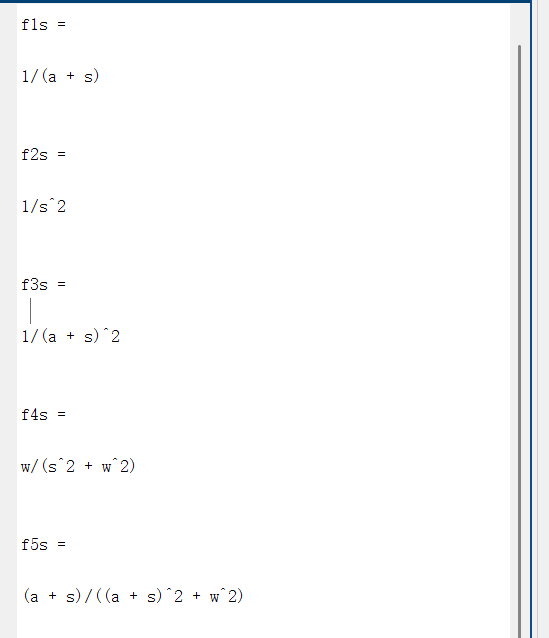 f1s =
1/(a + s)
f2s =
1/s^2
f3s =
1/(a + s)^2
f4s =
w/(s^2 + w^2)
f5s =
(a + s)/((a + s)^2 + w^2)